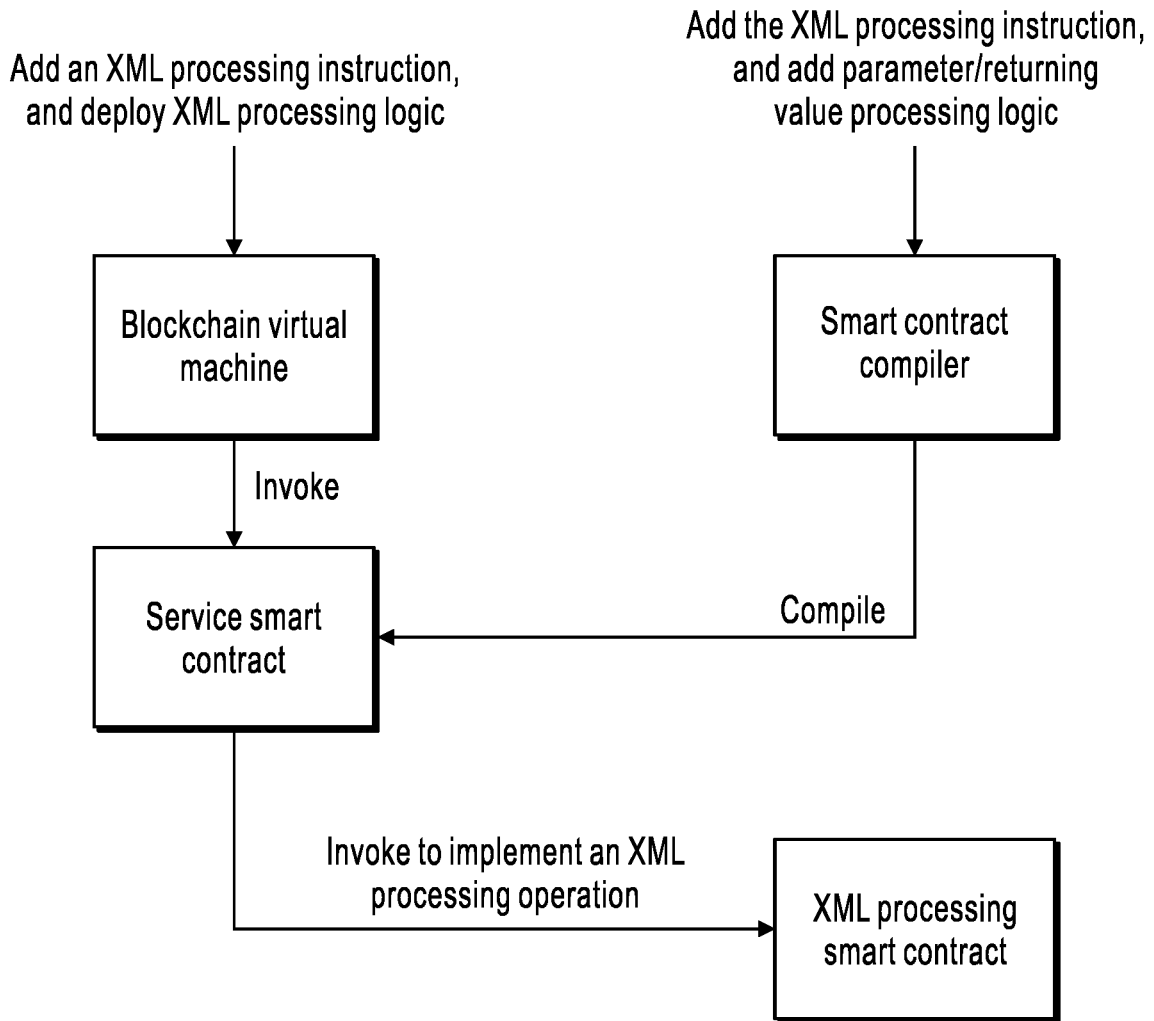 Add an XML processing instruction,
and deploy XML processing logic
Add the XML processing instruction,
and add parameter/returning
value processing logic
Blockchain virtual
machine
Smart contract
compiler
Invoke
Service smart
contract
Compile
Invoke to implement an XML
processing operation
XML processing
smart contract